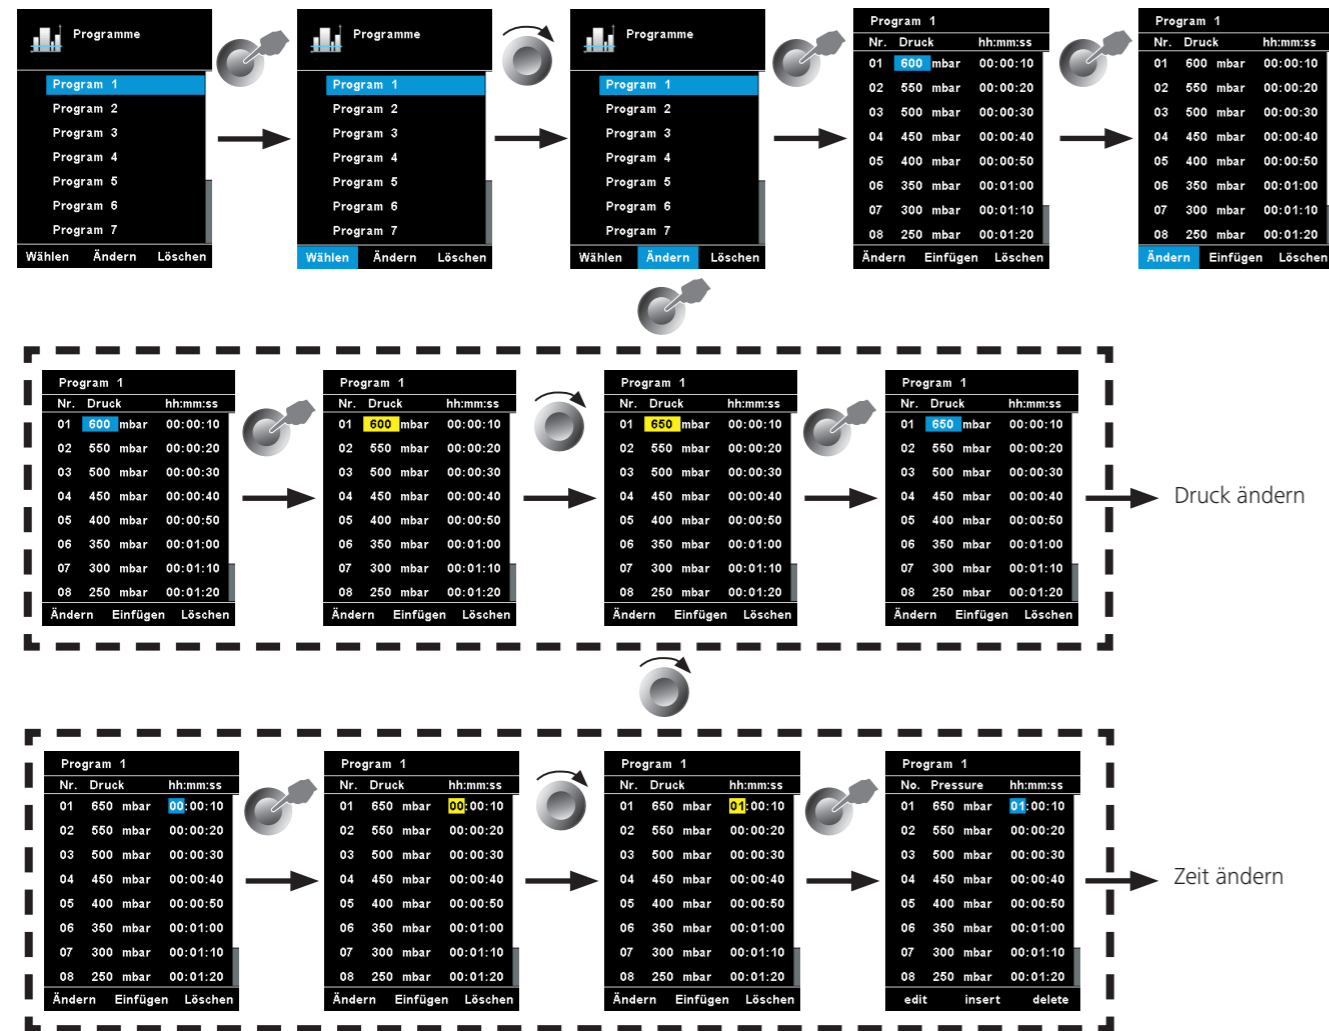 Programme
Program 1
Program 2
Program 3
Program 4
Program 5
Program 6
Program 7
Wählen Ändern Löschen
Programme
Program 1
Program 2
Program 3
Program 4
Program 5
Program 6
Program 7
Wählen Ändern Löschen
Programme
Program 1
Program 2
Program 3
Program 4
Program 5
Program 6
Program 7
Wählen Ändern Löschen
Program 1
Nr. Druck hh:mm:ss
01 600 mbar 00:00:10
02 550 mbar 00:00:20
03 500 mbar 00:00:30
04 450 mbar 00:00:40
05 400 mbar 00:00:50
06 350 mbar 00:01:00
07 300 mbar 00:01:10
08 250 mbar 00:01:20
Ändern Einfügen Löschen
Program 1
Nr. Druck hh:mm:ss
01 600 mbar 00:00:10
02 550 mbar 00:00:20
03 500 mbar 00:00:30
04 450 mbar 00:00:40
05 400 mbar 00:00:50
06 350 mbar 00:01:00
07 300 mbar 00:01:10
08 250 mbar 00:01:20
Ändern Einfügen Löschen
Program 1
Nr. Druck hh:mm:ss
01 600 mbar 00:00:10
02 550 mbar 00:00:20
03 500 mbar 00:00:30
04 450 mbar 00:00:40
05 400 mbar 00:00:50
06 350 mbar 00:01:00
07 300 mbar 00:01:10
08 250 mbar 00:01:20
Ändern Einfügen Löschen
Program 1
Nr. Druck hh:mm:ss
01 600 mbar 00:00:10
02 550 mbar 00:00:20
03 500 mbar 00:00:30
04 450 mbar 00:00:40
05 400 mbar 00:00:50
06 350 mbar 00:01:00
07 300 mbar 00:01:10
08 250 mbar 00:01:20
Ändern Einfügen Löschen
Program 1
Nr. Druck hh:mm:ss
01 650 mbar 00:00:10
02 550 mbar 00:00:20
03 500 mbar 00:00:30
04 450 mbar 00:00:40
05 400 mbar 00:00:50
06 350 mbar 00:01:00
07 300 mbar 00:01:10
08 250 mbar 00:01:20
Ändern Einfügen Löschen
Program 1
Nr. Druck hh:mm:ss
01 650 mbar 00:00:10
02 550 mbar 00:00:20
03 500 mbar 00:00:30
04 450 mbar 00:00:40
05 400 mbar 00:00:50
06 350 mbar 00:01:00
07 300 mbar 00:01:10
08 250 mbar 00:01:20
Ändern Einfügen Löschen
Druck ändern
Program 1
Nr. Druck hh:mm:ss
01 650 mbar 00:00:10
02 550 mbar 00:00:20
03 500 mbar 00:00:30
04 450 mbar 00:00:40
05 400 mbar 00:00:50
06 350 mbar 00:01:00
07 300 mbar 00:01:10
08 250 mbar 00:01:20
Ändern Einfügen Löschen
Program 1
Nr. Druck hh:mm:ss
01 650 mbar 00:00:10
02 550 mbar 00:00:20
03 500 mbar 00:00:30
04 450 mbar 00:00:40
05 400 mbar 00:00:50
06 350 mbar 00:01:00
07 300 mbar 00:01:10
08 250 mbar 00:01:20
Ändern Einfügen Löschen
Program 1
Nr. Druck hh:mm:ss
01 650 mbar 01:00:10
02 550 mbar 00:00:20
03 500 mbar 00:00:30
04 450 mbar 00:00:40
05 400 mbar 00:00:50
06 350 mbar 00:01:00
07 300 mbar 00:01:10
08 250 mbar 00:01:20
Ändern Einfügen Löschen
Program 1
No. Pressure hh:mm:ss
01 650 mbar 01:00:10
02 550 mbar 00:00:20
03 500 mbar 00:00:30
04 450 mbar 00:00:40
05 400 mbar 00:00:50
06 350 mbar 00:01:00
07 300 mbar 00:01:10
08 250 mbar 00:01:20
edit insert delete
Zeit ändern